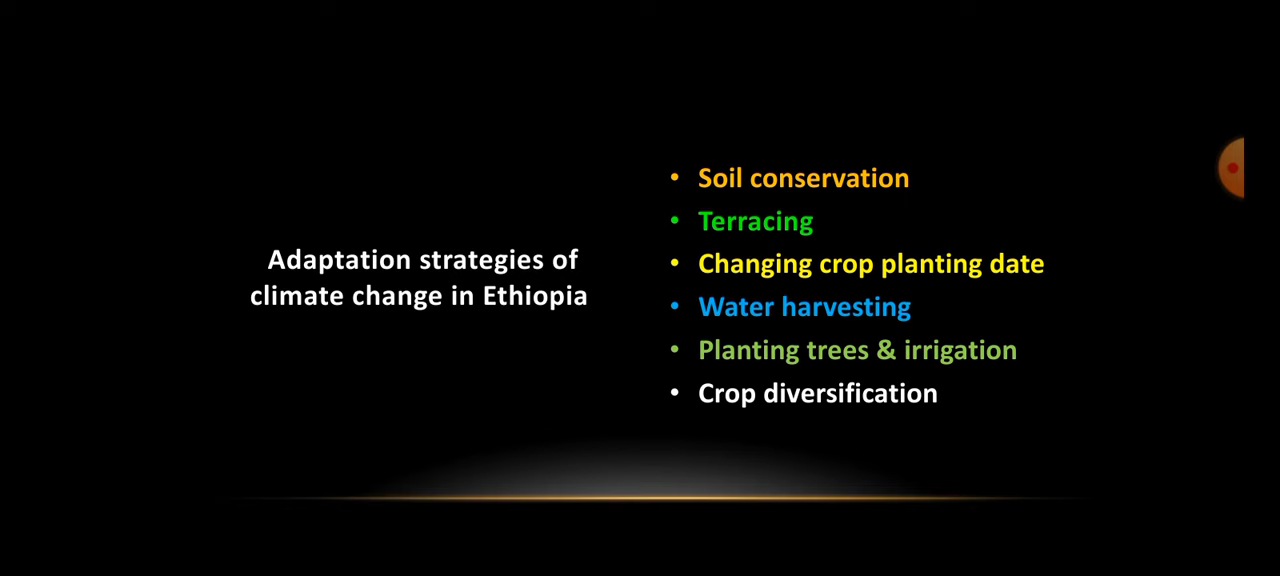 Adaptation strategies of
climate change in Ethiopia
• Soil conservation
• Terracing
• Changing crop planting date
• Water harvesting
• Planting trees & irrigation
• Crop diversification